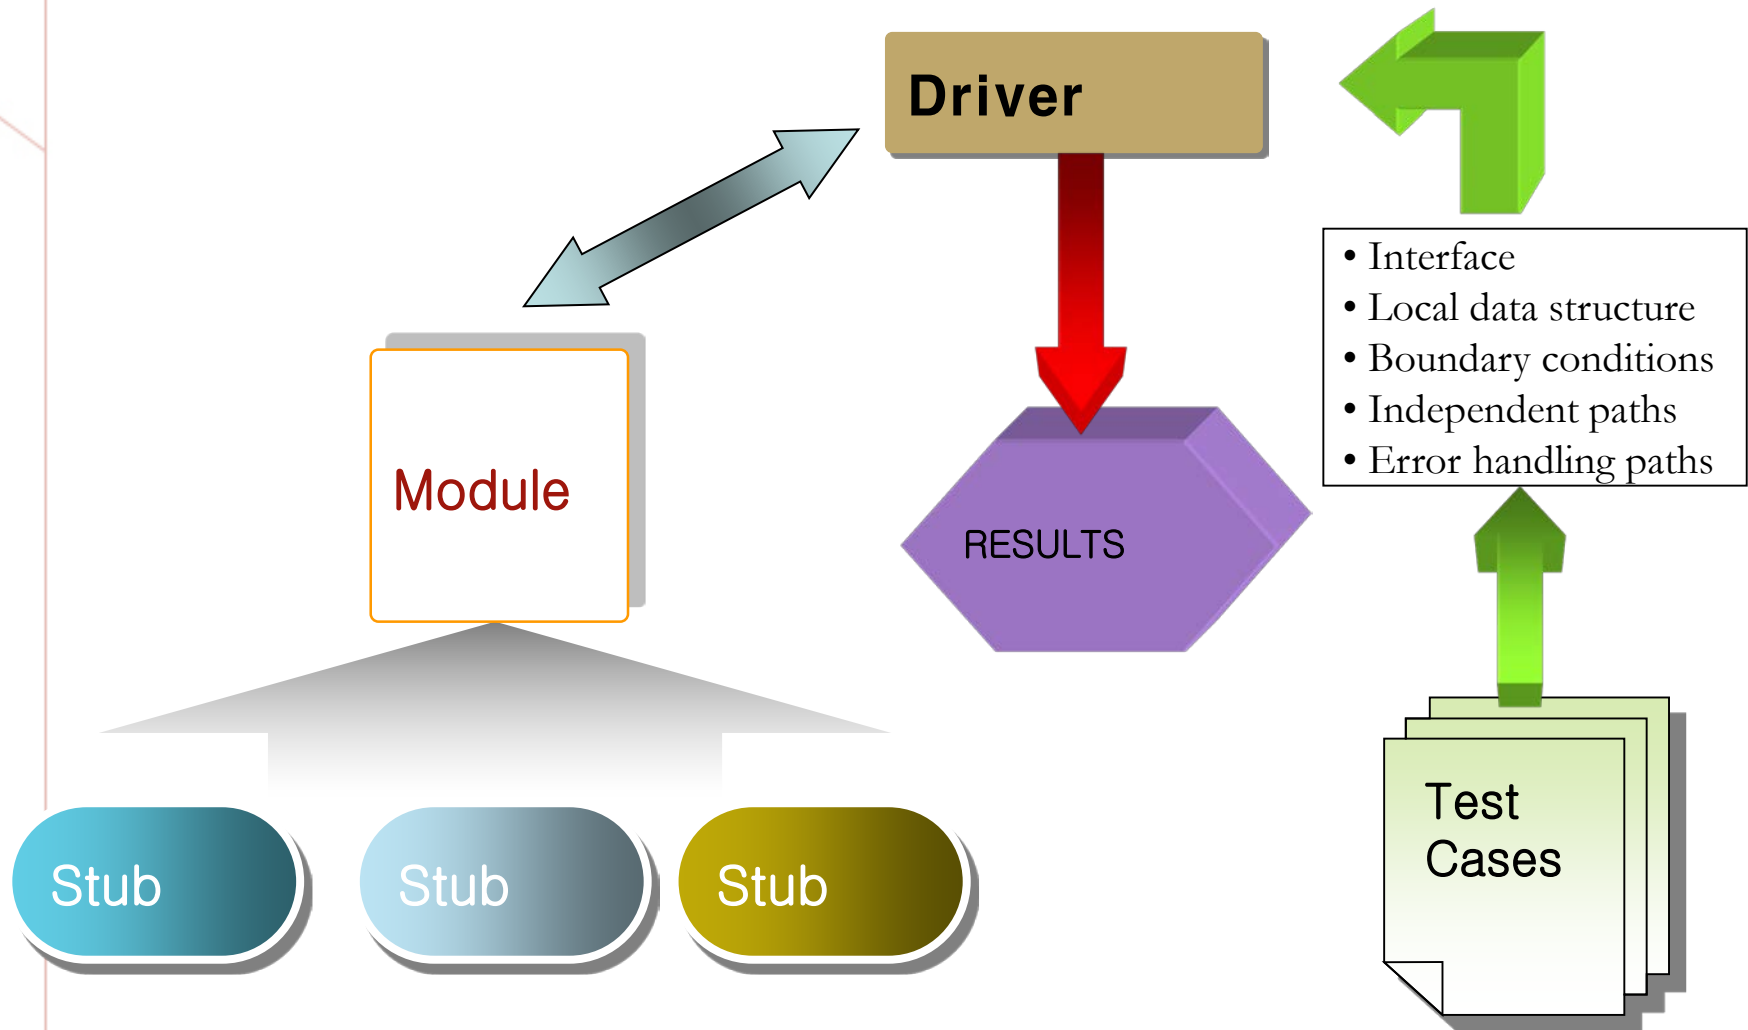 Driver
• Interface
• Local data structure
• Boundary conditions
• Independent paths
• Error handling paths
Module
RESULTS
Test
Cases
Stub
Stub
Stub